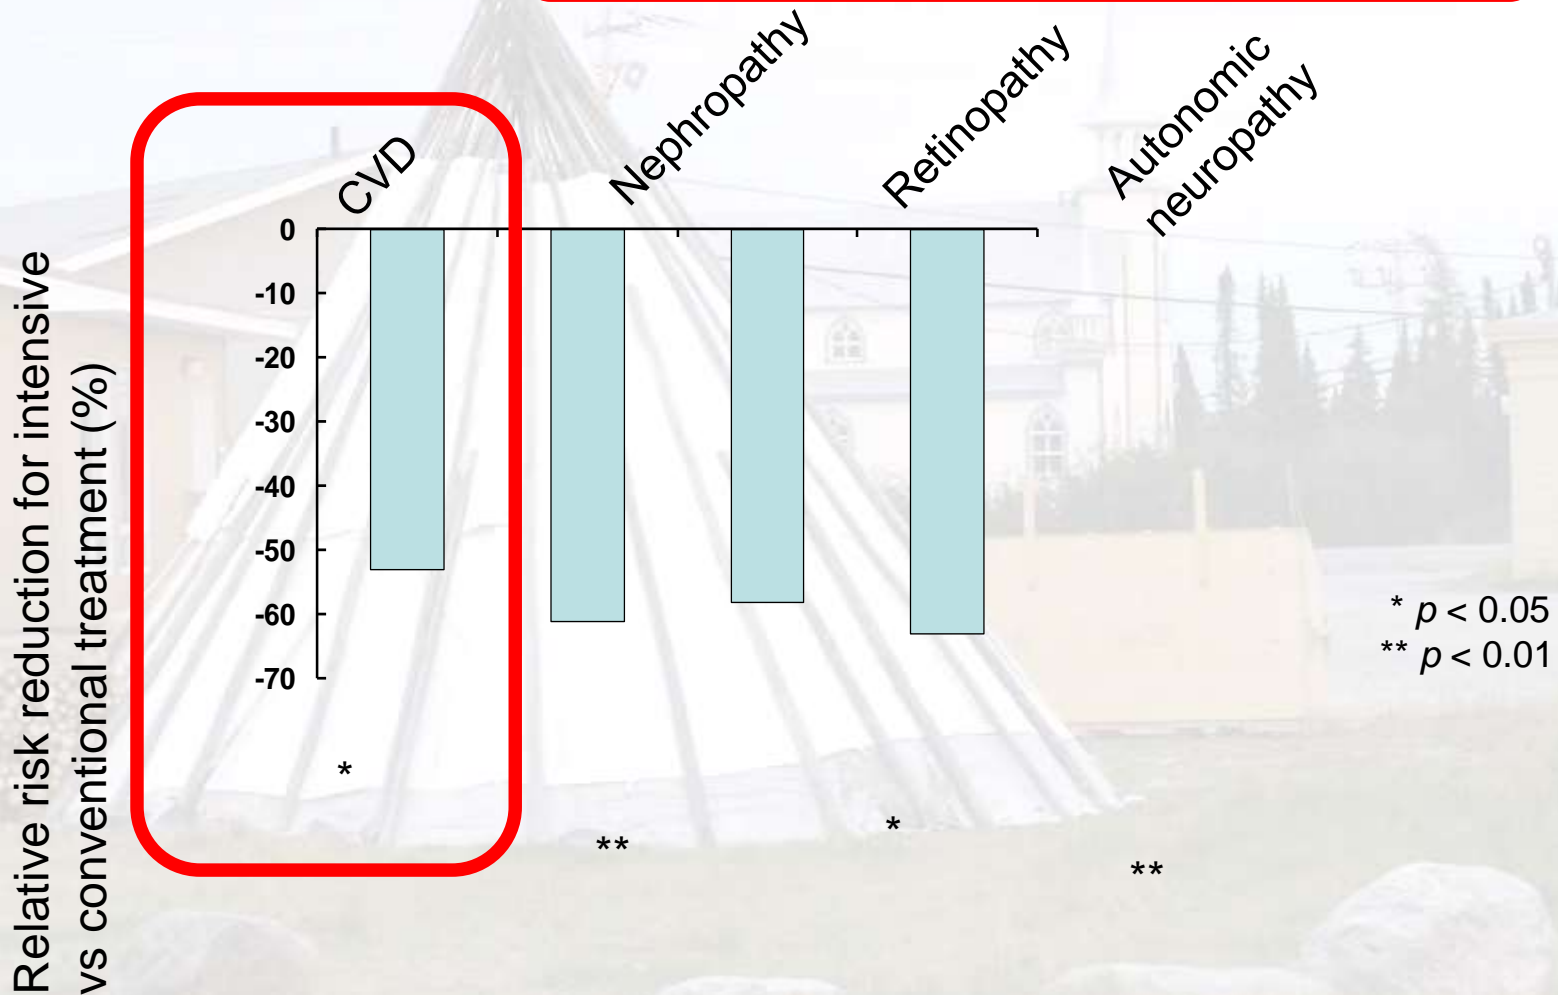 CVD
Nephropathy
Retinopathy
Autonomic
neuropathy
Relative risk reduction for intensive
vs conventional treatment (%)
0
-10
-20
-30
-40
-50
-60
-70
* p < 0.05
** p < 0.01
*
**
*
**